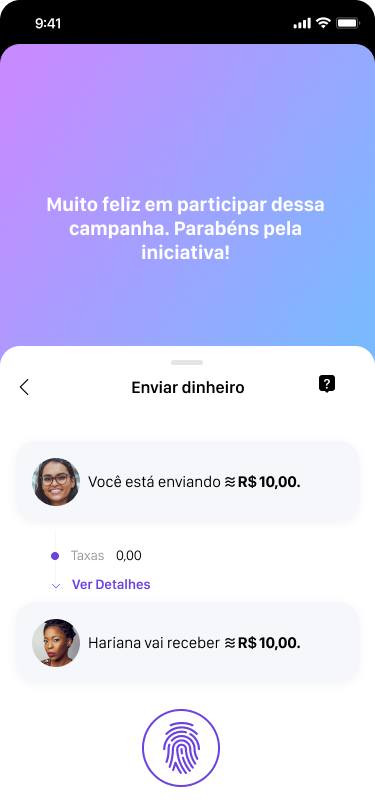 9:41
Muito feliz em participar dessa
campanha. Parabéns pela
iniciativa!
Enviar dinheiro
?
Você está enviando ≋R$ 10,00.
Taxas 0,00
Ver Detalhes
Hariana vai receber ≋R$ 10,00.